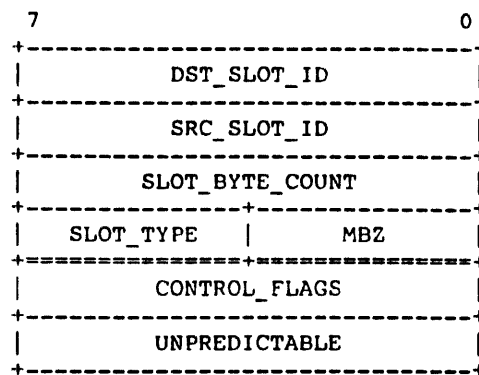 7 0
DST_SLOT_ID
SRC_SLOT_ID
SLOT_BYTE_COUNT
SLOT_TYPE | MBZ
CONTROL_FLAGS
UNPREDICTABLE